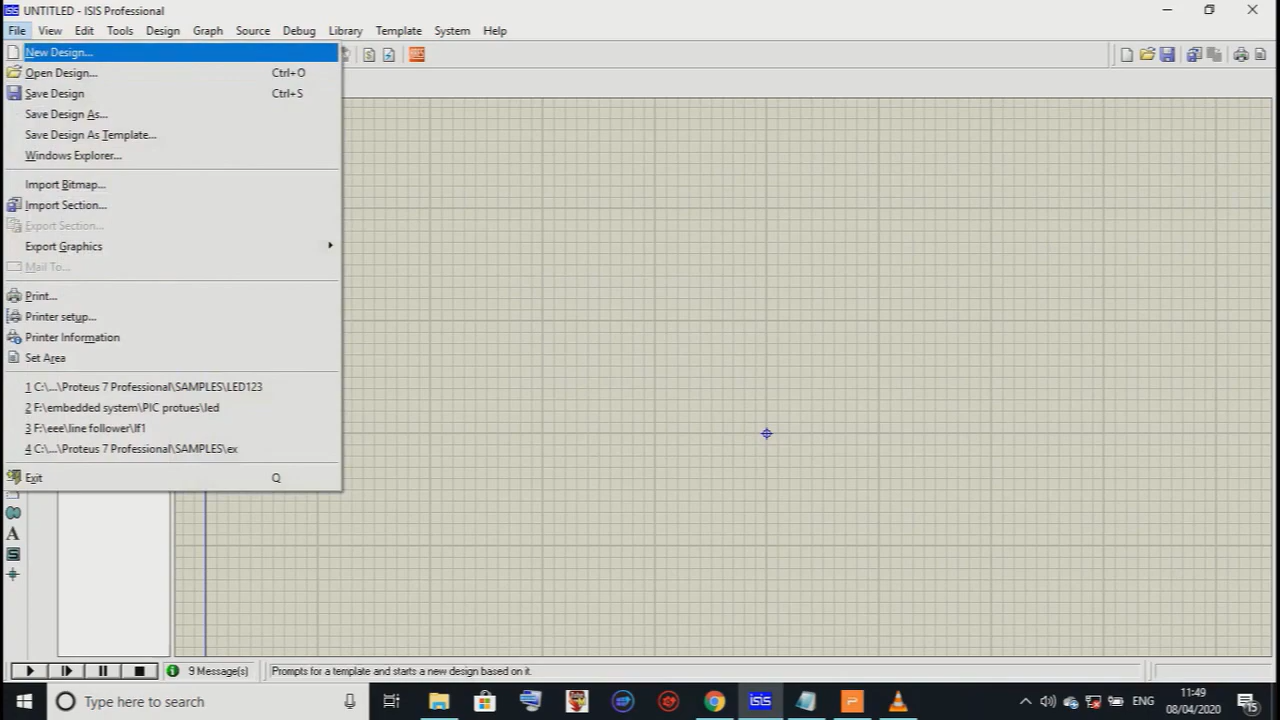 ISIS UNTITLED - ISIS Professional
File View Edit Tools Design Graph Source Debug Library Template System Help
New Design...
Open Design... Ctrl+O
Save Design Ctrl+S
Save Design As...
Save Design As Template...
Windows Explorer...
Import Bitmap...
Import Section...
Export Section...
Export Graphics
Mail To...
Print...
Printer setup...
Printer Information
Set Area
1 C:\...\Proteus 7 Professional\SAMPLES\LED123
2 F:\embedded system\PIC protues\led
3 F:\eee\line follower\lf1
4 C:\...\Proteus 7 Professional\SAMPLES\ex
Exit Q
A
S
9 Message(s) Prompts for a template and starts a new design based on it.
Type here to search
ISIS
P
ENG
11:49
08/04/2020
15